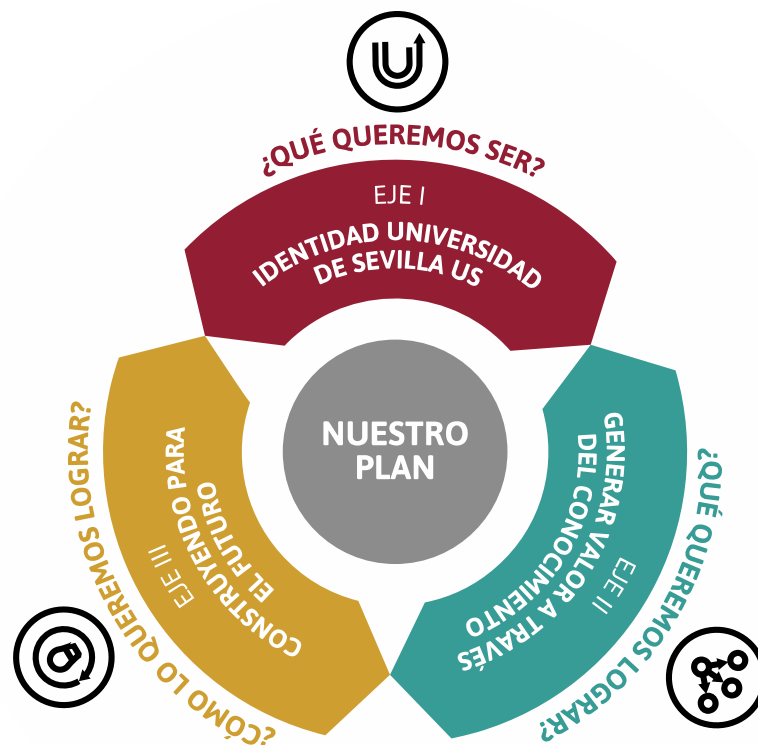 ¿QUÉ QUEREMOS SER?
EJE I
IDENTIDAD UNIVERSIDAD
DE SEVILLA US
NUESTRO
PLAN
¿QUÉ QUEREMOS LOGRAR?
EJE II
GENERAR VALOR A TRAVÉS
DEL CONOCIMIENTO
¿CÓMO LO QUEREMOS LOGRAR?
EJE III
CONSTRUYENDO PARA
EL FUTURO